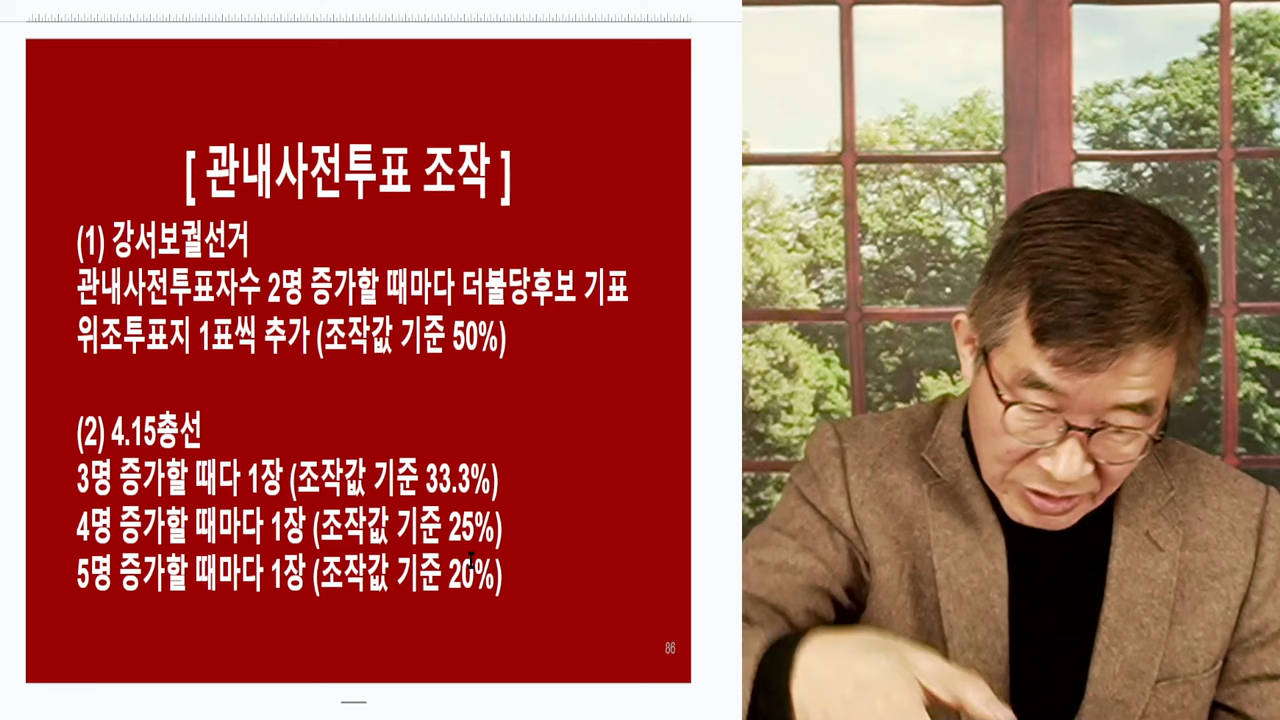 [ 관내사전투표 조작 ]
(1) 강서보궐선거
관내사전투표자수 2명 증가할 때마다 더불당후보 기표
위조투표지 1표씩 추가 (조작값 기준 50%)
(2) 4.15총선
3명 증가할 때다 1장 (조작값 기준 33.3%)
4명 증가할 때마다 1장 (조작값 기준 25%)
5명 증가할 때마다 1장 (조작값 기준 20%)
86